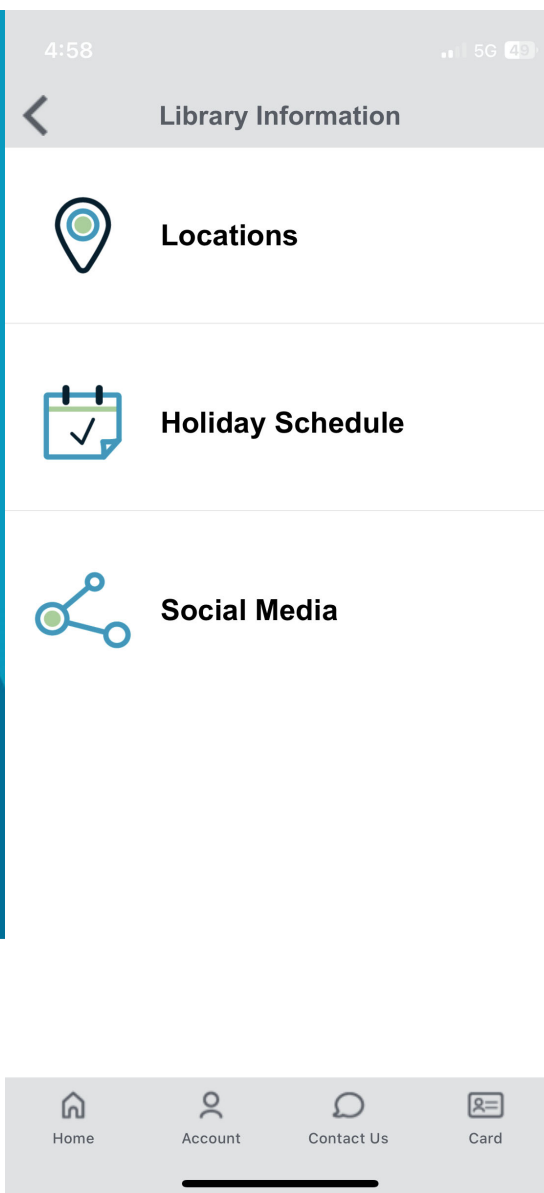 4:58 5G 49
Library Information
Locations
Holiday Schedule
Social Media
Home Account Contact Us Card